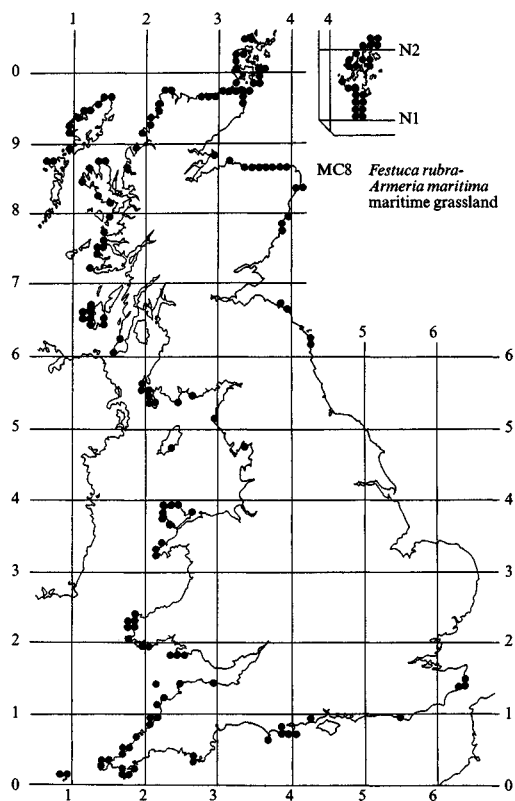 1 2 3 4 4
N2
0
N1
9
MC8 Festuca rubra-
Armeria maritima
maritime grassland
8
7
5 6
6 6
5 5
4 4
3 3
2 2
1 1
0 0
1 2 3 4 5 6